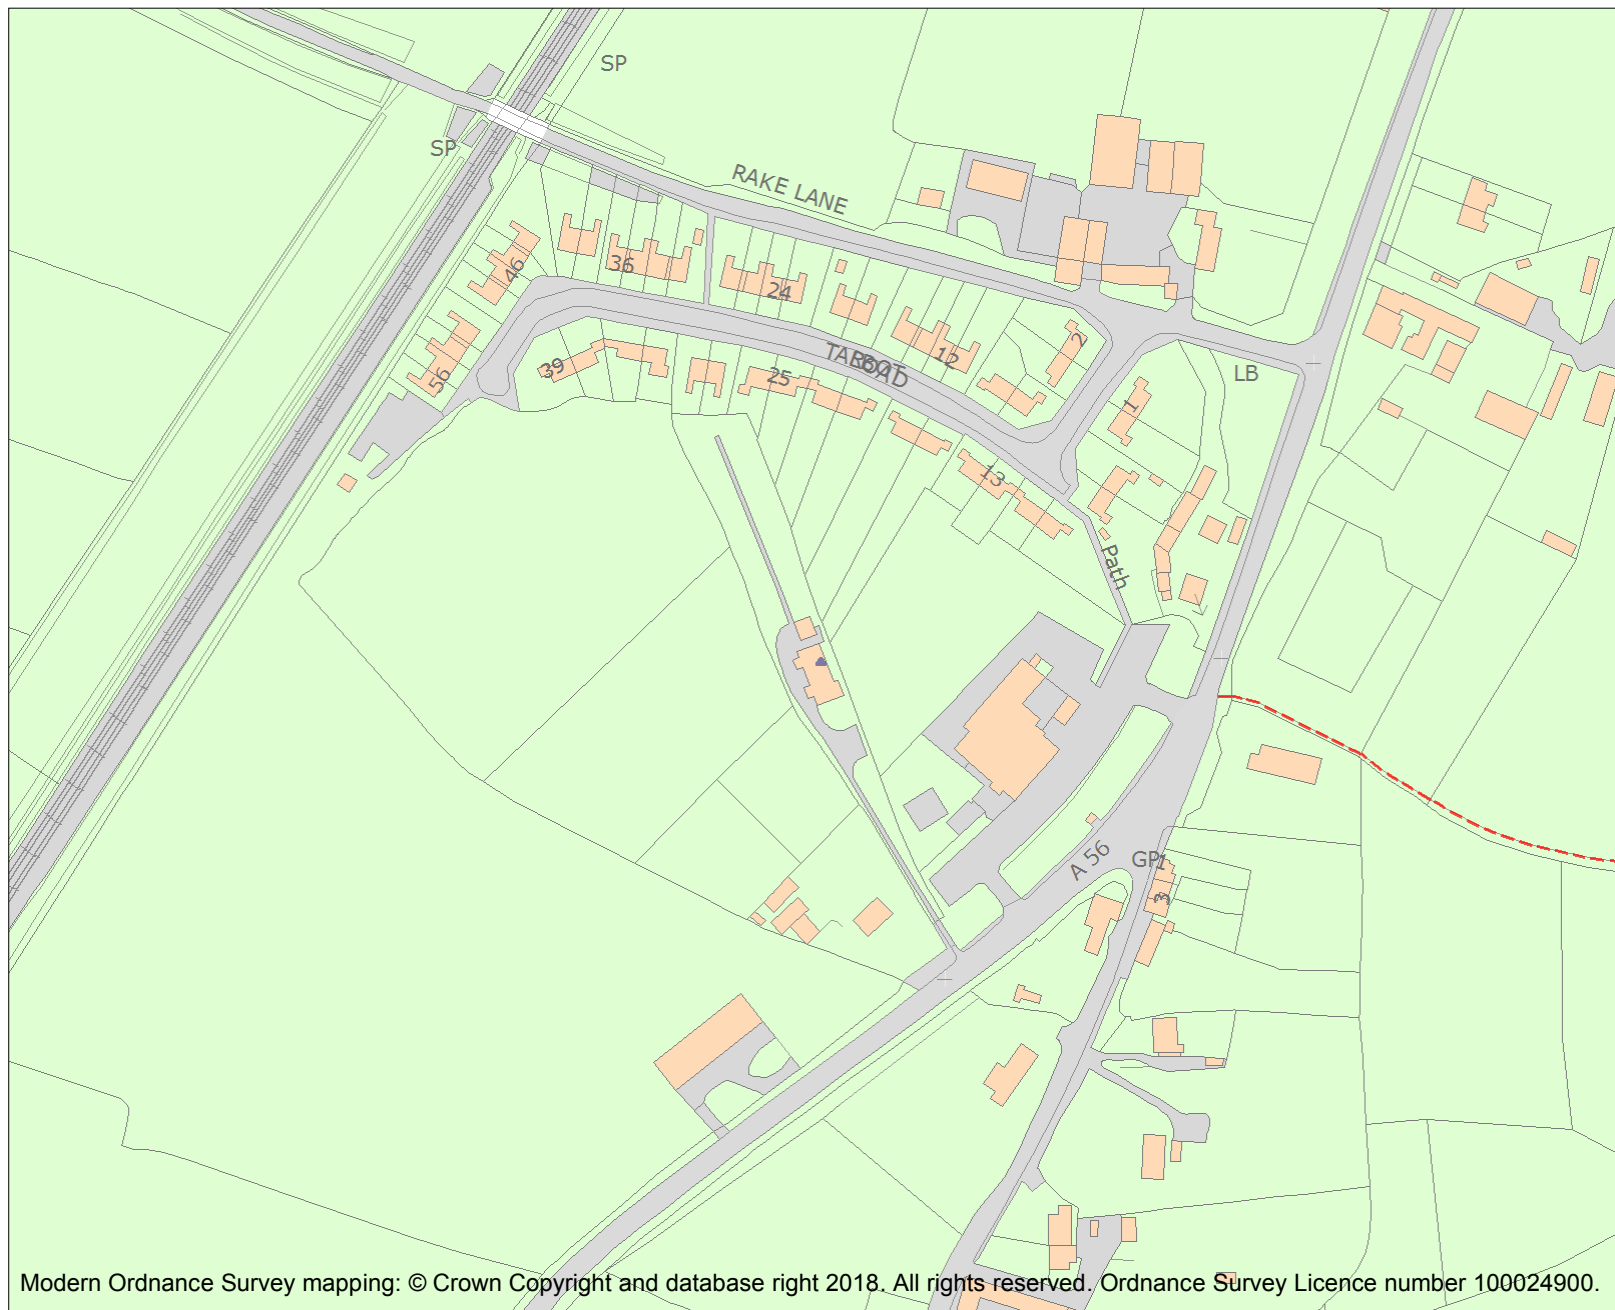 SP
SP
RAKE LANE
46
36
24
12
2
56
39
25
TALBOT
ROAD
LB
1
13
Path
A 56
GP
1
3
Modern Ordnance Survey mapping: © Crown Copyright and database right 2018. All rights reserved. Ordnance Survey Licence number 100024900.